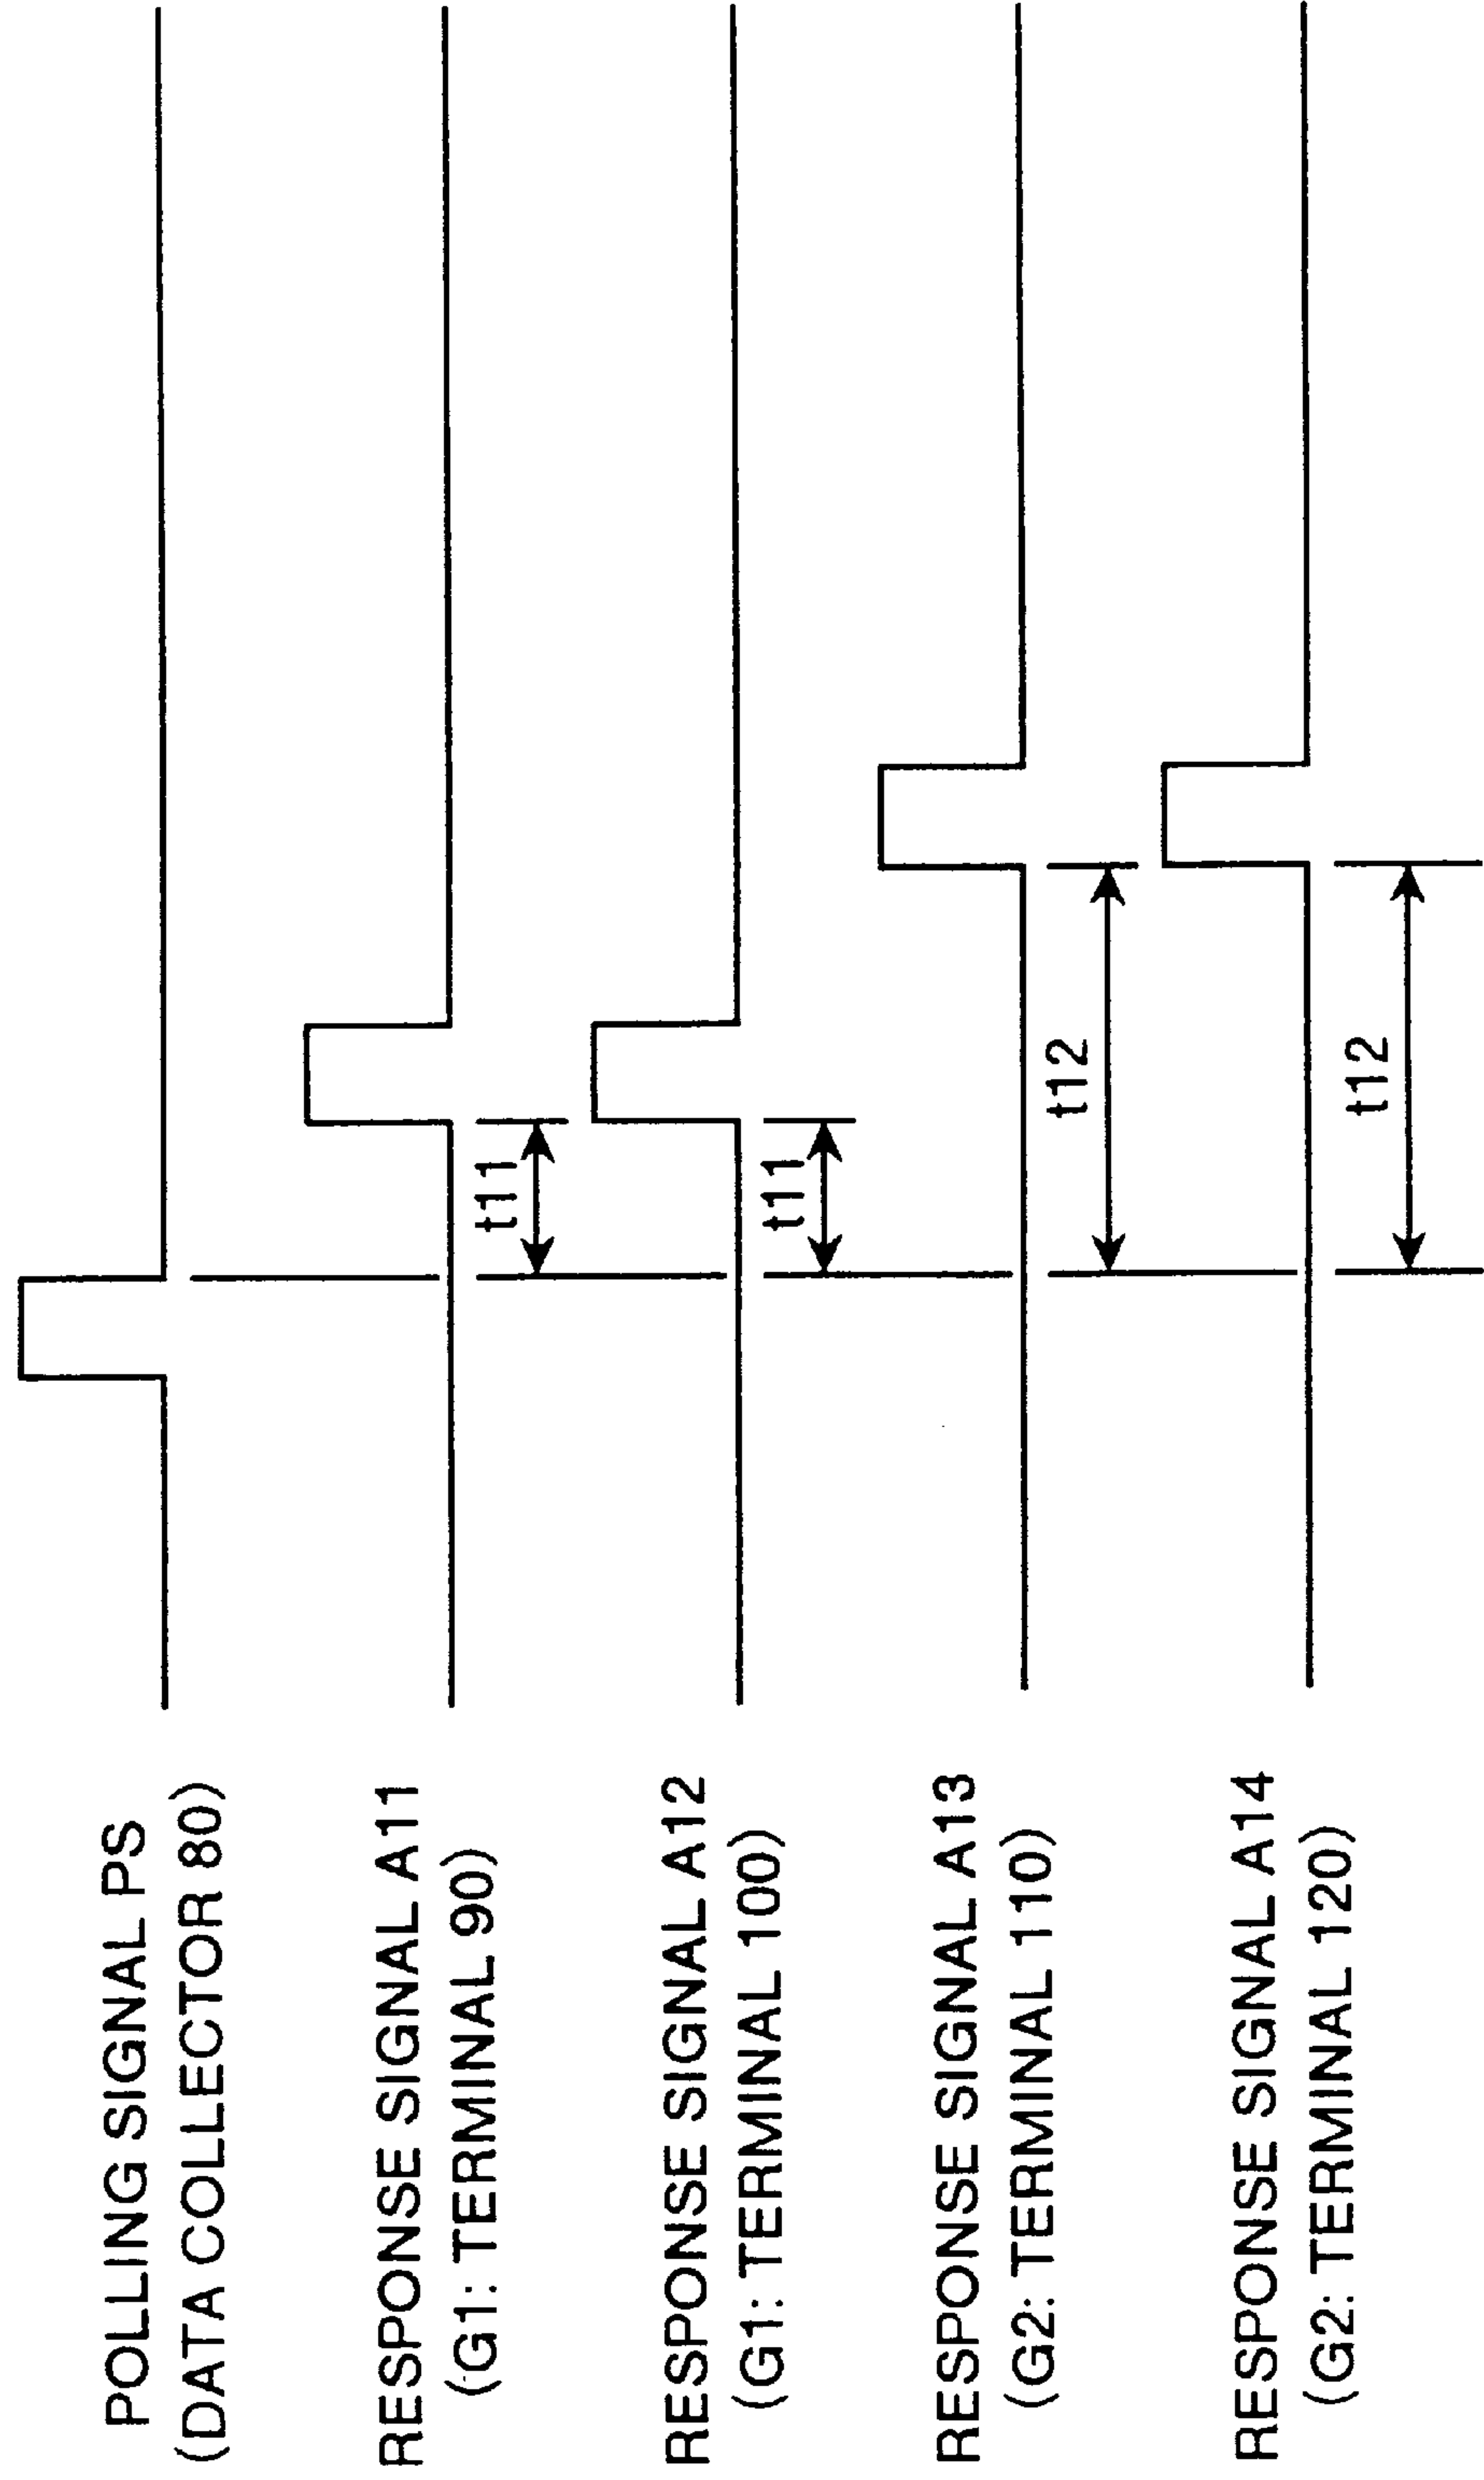 POLLING SIGNAL PS
(DATA COLLECTOR 80)
RESPONSE SIGNAL A11
(G1: TERMINAL 90)
t11
RESPONSE SIGNAL A12
(G1: TERMINAL 100)
t11
RESPONSE SIGNAL A13
(G2: TERMINAL 110)
t12
RESPONSE SIGNAL A14
(G2: TERMINAL 120)
t12